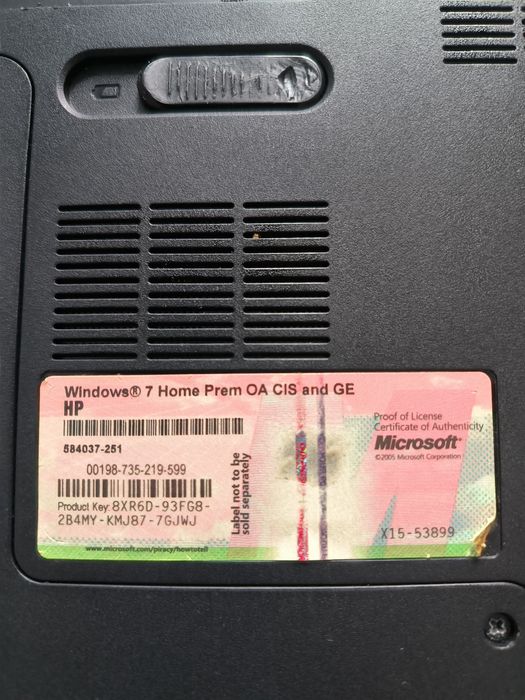 Windows® 7 Home Prem OA CIS and GE
HP
584037-251
00198-735-219-599
Product Key: 8XR6D-93FG8-
2B4MY-KMJ87-7GJWJ
www.microsoft.com/piracy/howtotell
Label not to be
sold separately
Proof of License
Certificate of Authenticity
Microsoft®
©2005 Microsoft Corporation
X15-53899